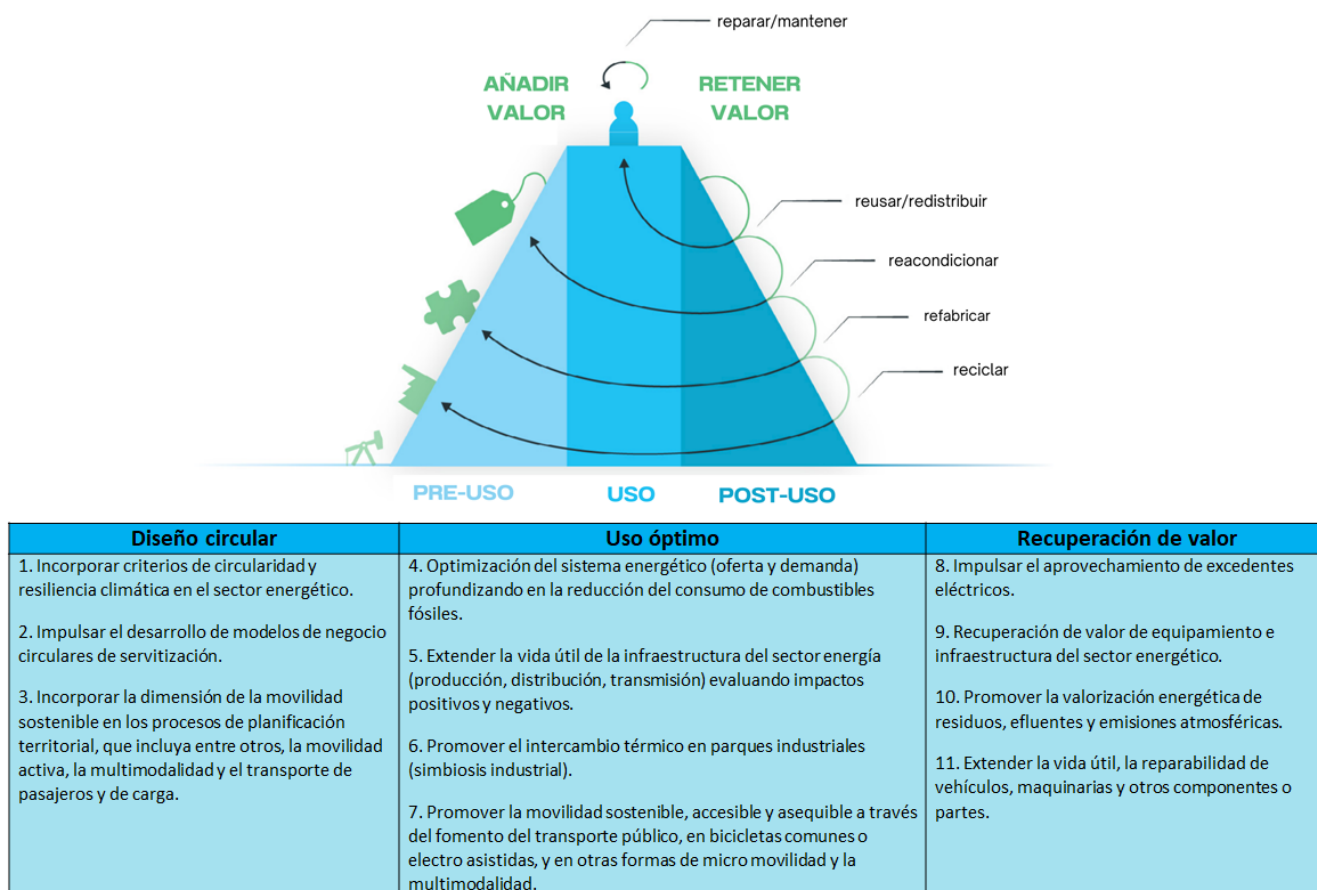 reparar/mantener
AÑADIR
VALOR
RETENER
VALOR
reusar/redistribuir
reacondicionar
refabricar
reciclar
PRE-USO
USO
POST-USO
Diseño circular
1. Incorporar criterios de circularidad y
resiliencia climática en el sector energético.
2. Impulsar el desarrollo de modelos de negocio
circulares de servitización.
3. Incorporar la dimensión de la movilidad
sostenible en los procesos de planificación
territorial, que incluya entre otros, la movilidad
activa, la multimodalidad y el transporte de
pasajeros y de carga.
Uso óptimo
4. Optimización del sistema energético (oferta y demanda)
profundizando en la reducción del consumo de combustibles
fósiles.
5. Extender la vida útil de la infraestructura del sector energía
(producción, distribución, transmisión) evaluando impactos
positivos y negativos.
6. Promover el intercambio térmico en parques industriales
(simbiosis industrial).
7. Promover la movilidad sostenible, accesible y asequible a través
del fomento del transporte público, en bicicletas comunes o
electro asistidas, y en otras formas de micro movilidad y la
multimodalidad.
Recuperación de valor
8. Impulsar el aprovechamiento de excedentes
eléctricos.
9. Recuperación de valor de equipamiento e
infraestructura del sector energético.
10. Promover la valorización energética de
residuos, efluentes y emisiones atmosféricas.
11. Extender la vida útil, la reparabilidad de
vehículos, maquinarias y otros componentes o
partes.